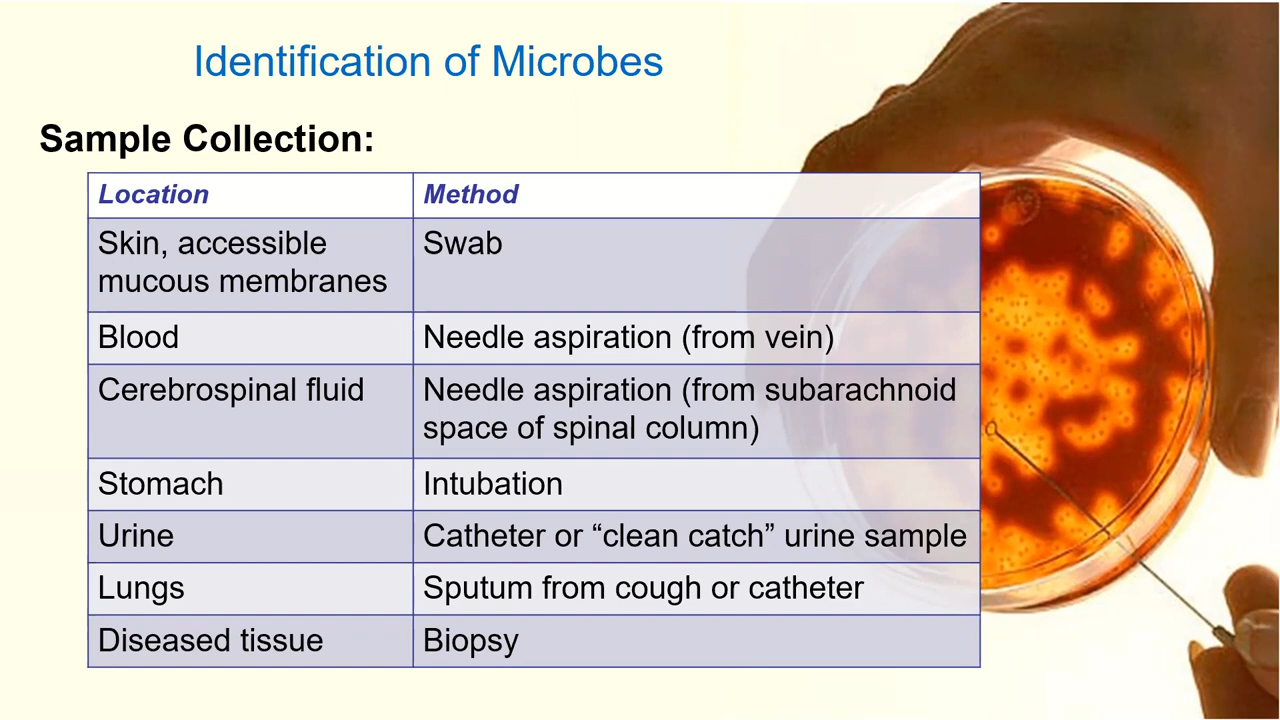 Identification of Microbes
Sample Collection:
Location
Method
Skin, accessible
mucous membranes
Swab
Blood
Needle aspiration (from vein)
Cerebrospinal fluid
Needle aspiration (from subarachnoid
space of spinal column)
Stomach
Intubation
Urine
Catheter or “clean catch” urine sample
Lungs
Sputum from cough or catheter
Diseased tissue
Biopsy